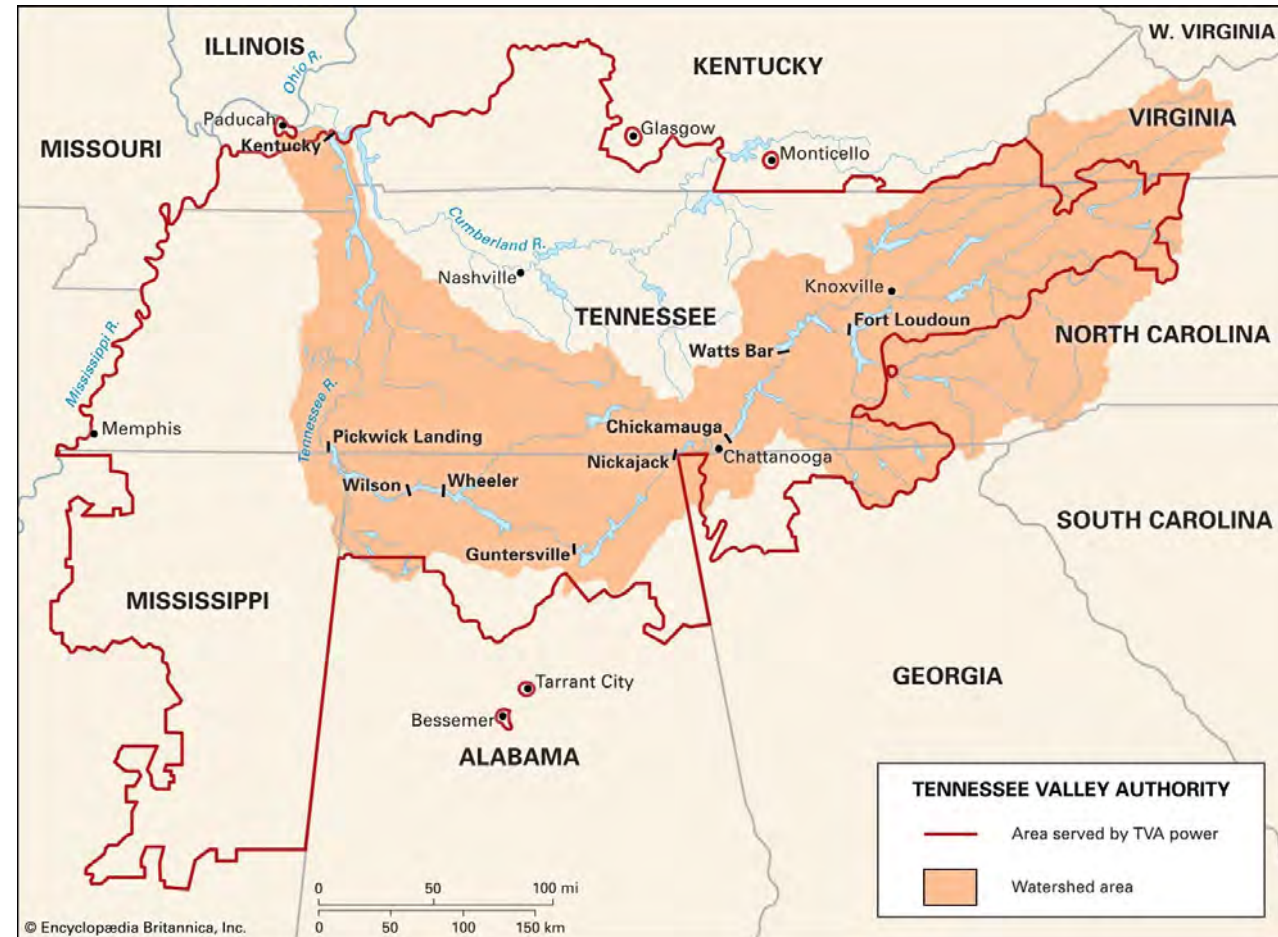 W. VIRGINIA
ILLINOIS
Ohio R.
KENTUCKY
VIRGINIA
Paducah
Kentucky
Glasgow
MISSOURI
Monticello
Cumberland R.
Nashville
Knoxville
TENNESSEE
Fort Loudoun
NORTH CAROLINA
Watts Bar
Mississippi R.
Tennessee R.
Memphis
Pickwick Landing
Chickamauga
Chattanooga
Nickajack
Wilson
Wheeler
SOUTH CAROLINA
Guntersville
MISSISSIPPI
GEORGIA
Tarrant City
Bessemer
ALABAMA
TENNESSEE VALLEY AUTHORITY
Area served by TVA power
Watershed area
0 50 100 mi
0 50 100 150 km
© Encyclopædia Britannica, Inc.